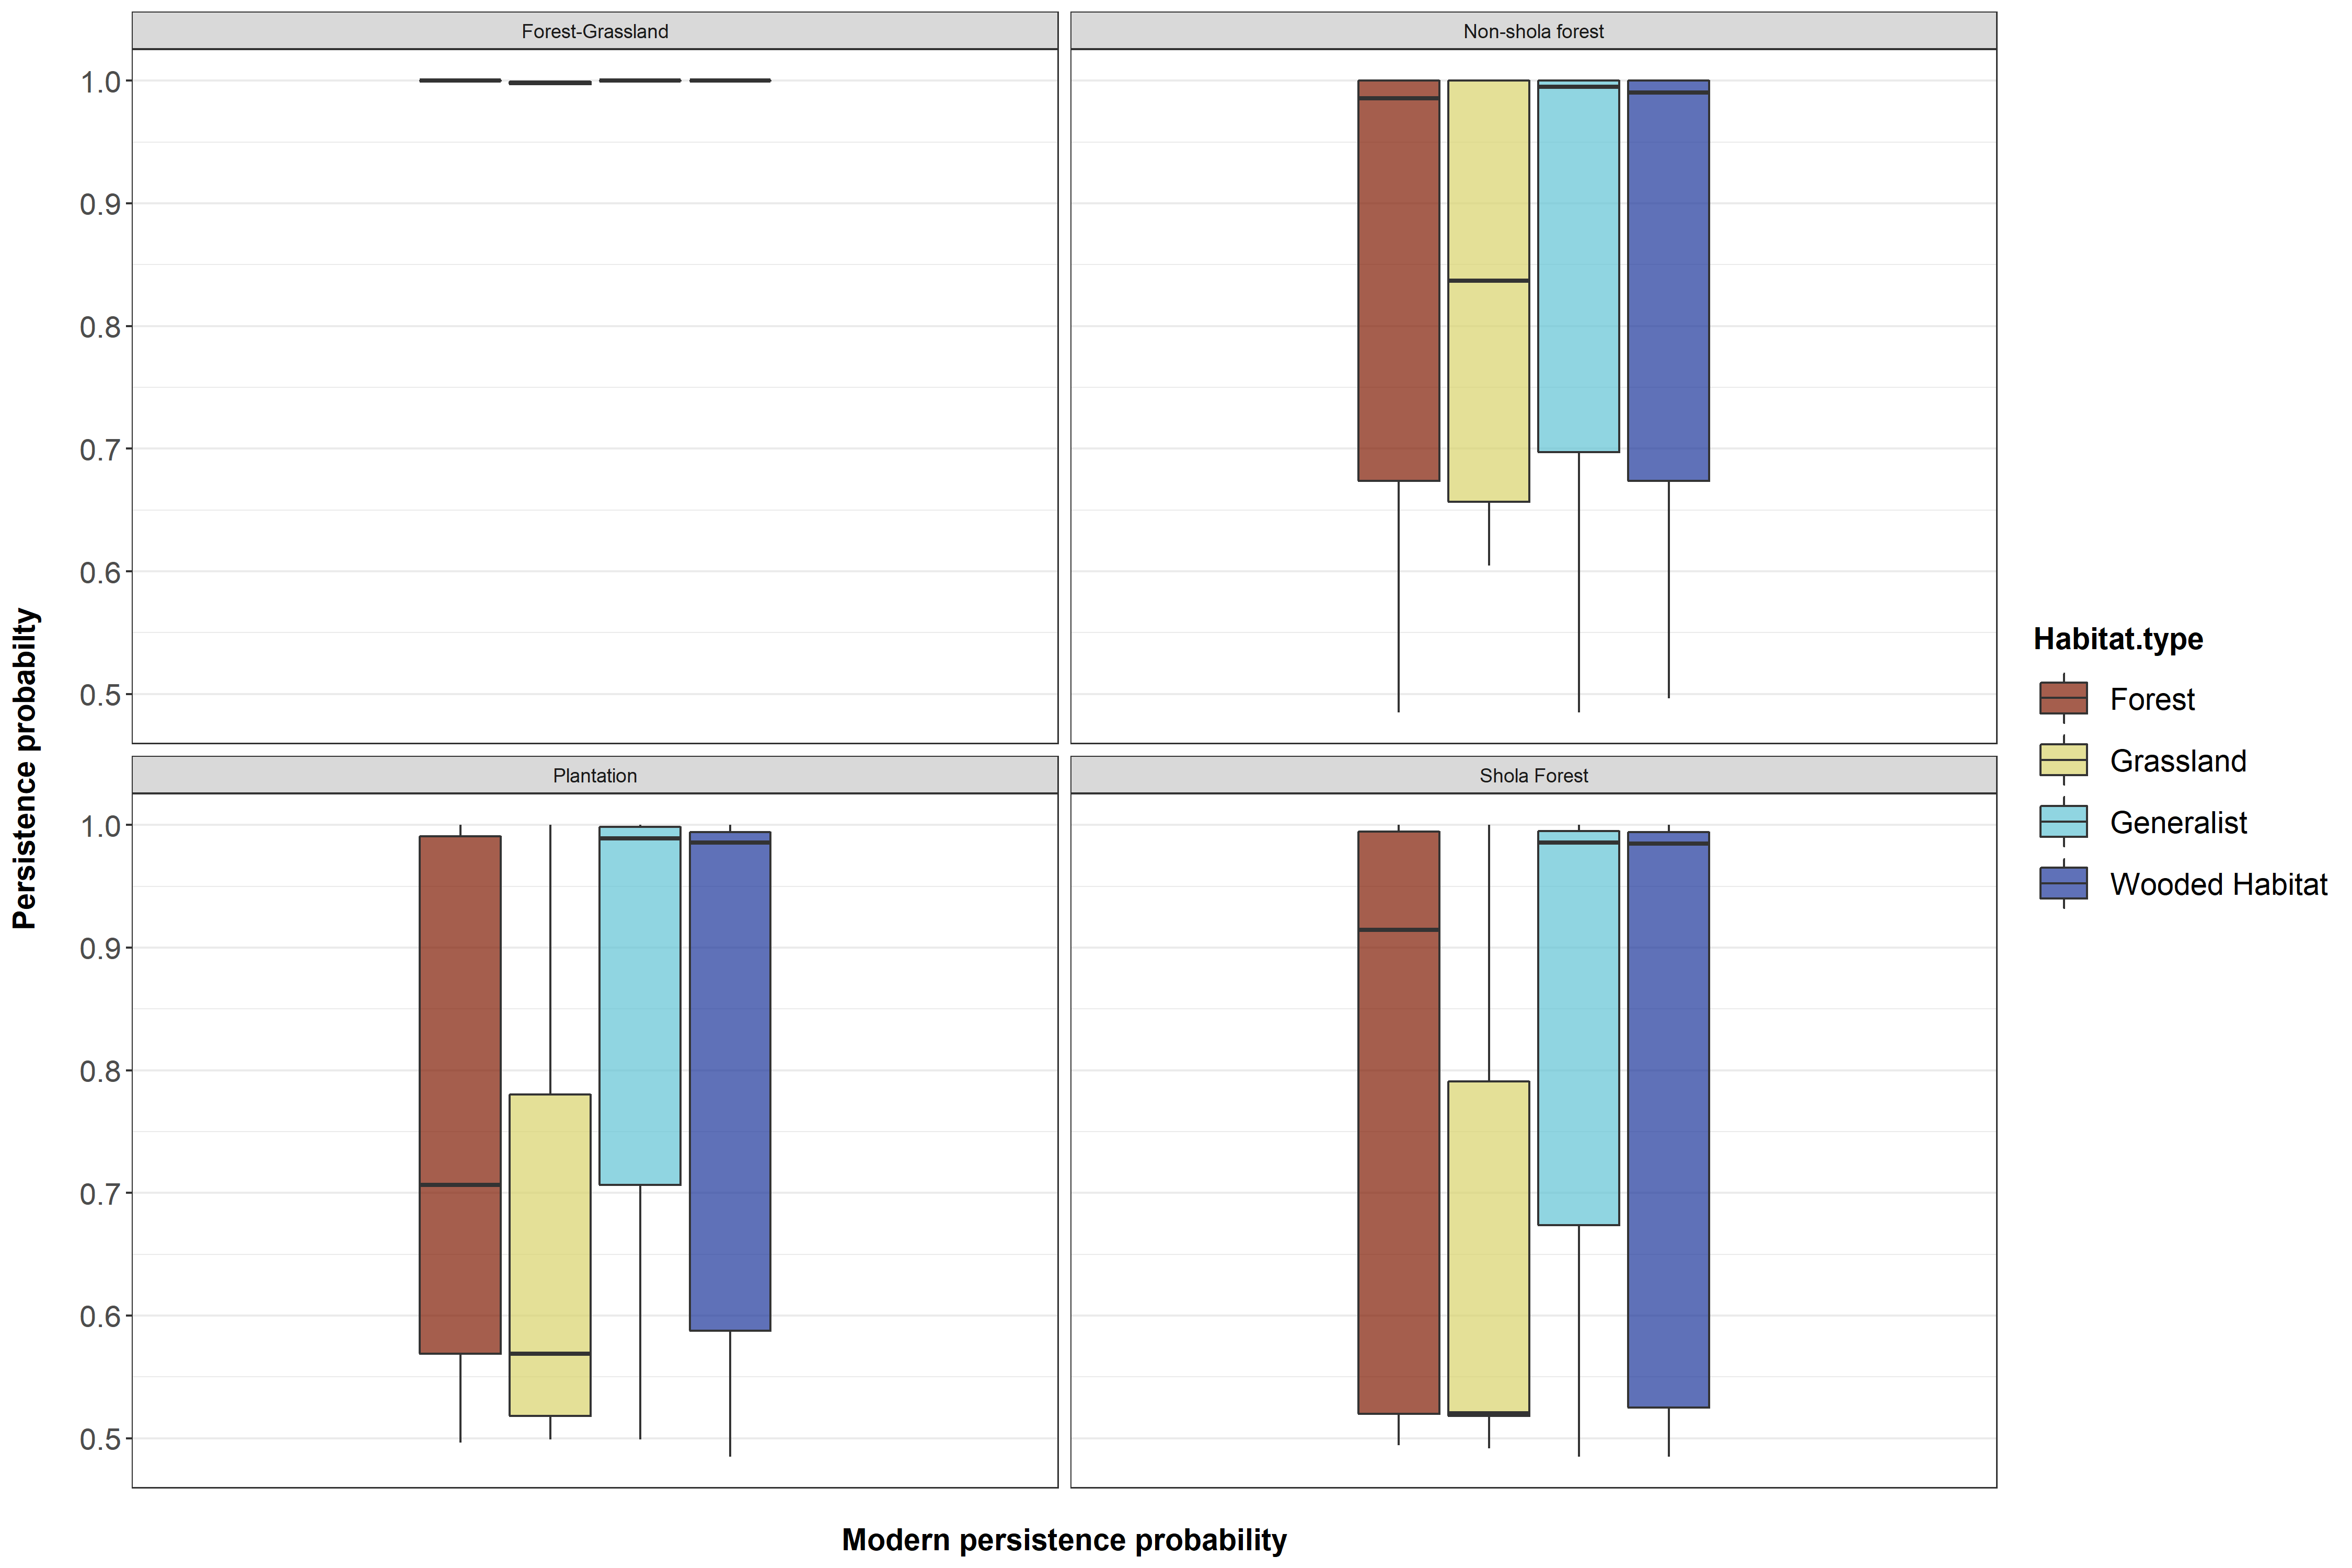 Forest-Grassland
Non-shola forest
1.0
0.9
0.8
0.7
0.6
0.5
Plantation
Shola Forest
1.0
0.9
0.8
0.7
0.6
0.5
Persistence probabilty
Modern persistence probability
Habitat.type
Forest
Grassland
Generalist
Wooded Habitat